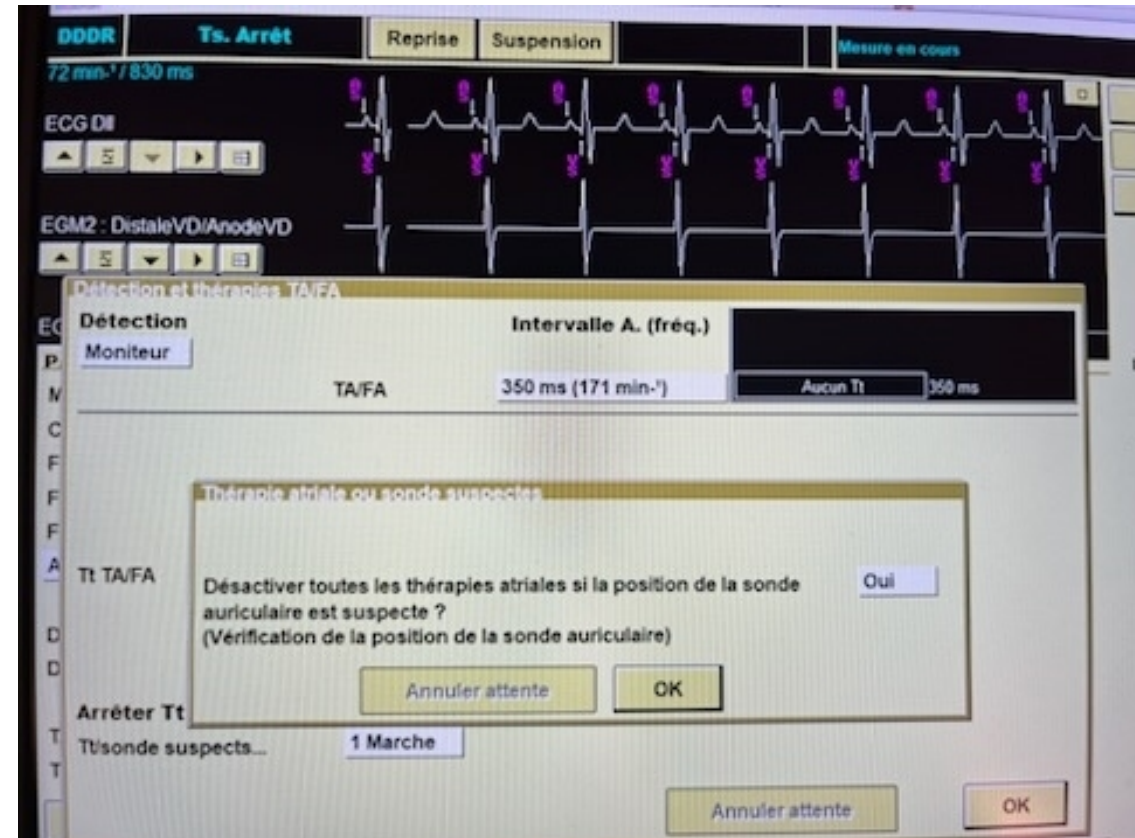 DDDR Ts. Arrêt Reprise Suspension Mesure en cours
72 min-¹ / 830 ms
ECG DII
EGM2 : DistaleVD/AnodeVD
Détection et thérapies TA/FA
Détection Intervalle A. (fréq.)
Moniteur
TA/FA 350 ms (171 min-¹) Aucun Tt 350 ms
Thérapie atriale ou sonde suspectes
Tt TA/FA
Désactiver toutes les thérapies atriales si la position de la sonde Oui
auriculaire est suspecte ?
(Vérification de la position de la sonde auriculaire)
Annuler attente OK
Arrêter Tt
Tt/sonde suspects... 1 Marche
Annuler attente OK